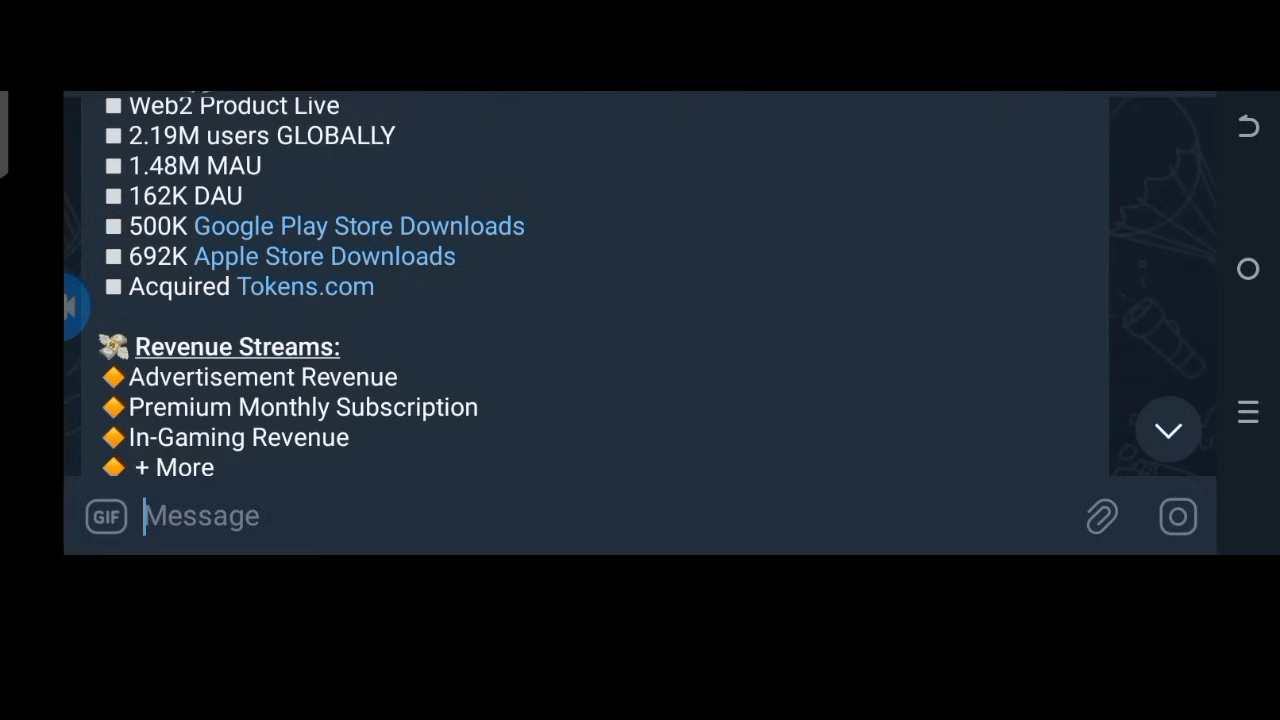 Web2 Product Live
2.19M users GLOBALLY
1.48M MAU
162K DAU
500K Google Play Store Downloads
692K Apple Store Downloads
Acquired Tokens.com
Revenue Streams:
Advertisement Revenue
Premium Monthly Subscription
In-Gaming Revenue
+ More
GIF Message